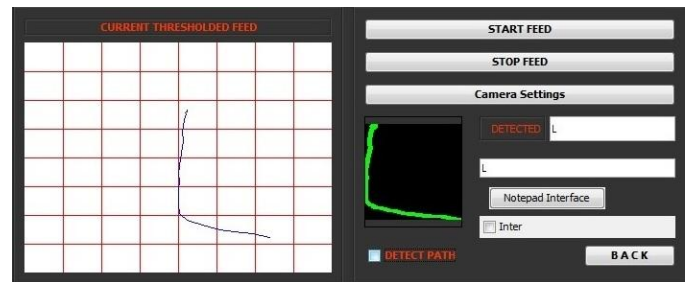 CURRENT THRESHOLDED FEED
START FEED
STOP FEED
Camera Settings
DETECTED L
L
Notepad Interface
Inter
DETECT PATH
BACK